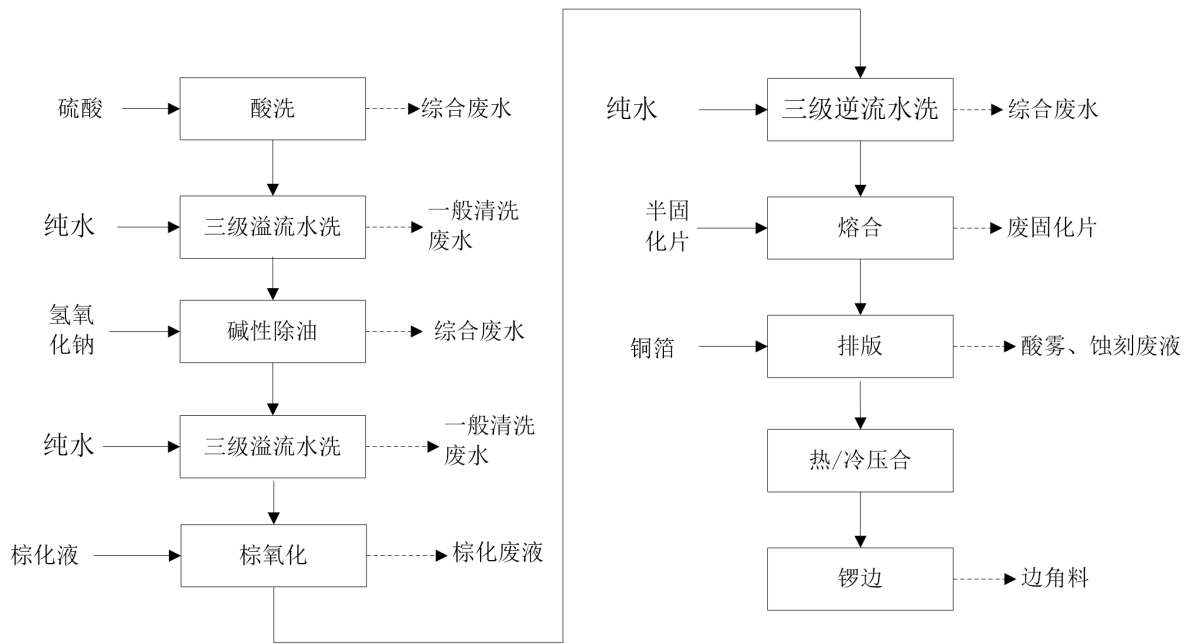 硫酸
酸洗
综合废水
纯水
三级溢流水洗
一般清洗
废水
氢氧
化钠
碱性除油
综合废水
纯水
三级溢流水洗
一般清洗
废水
棕化液
棕氧化
棕化废液
纯水
三级逆流水洗
综合废水
半固
化片
熔合
废固化片
铜箔
排版
酸雾、蚀刻废液
热/冷压合
锣边
边角料